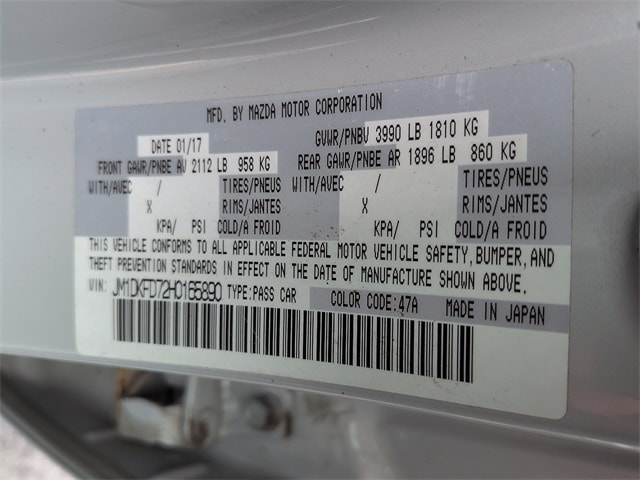 MFD. BY MAZDA MOTOR CORPORATION
DATE 01/17 GVWR/PNBV 3990 LB 1810 KG
FRONT GAWR/PNBE AV 2112 LB 958 KG REAR GAWR/PNBE AR 1896 LB 860 KG
WITH/AVEC / TIRES/PNEUS WITH/AVEC / TIRES/PNEUS
X RIMS/JANTES X RIMS/JANTES
KPA/ PSI COLD/A FROID KPA/ PSI COLD/A FROID
THIS VEHICLE CONFORMS TO ALL APPLICABLE FEDERAL MOTOR VEHICLE SAFETY, BUMPER, AND
THEFT PREVENTION STANDARDS IN EFFECT ON THE DATE OF MANUFACTURE SHOWN ABOVE.
VIN: JM1DKFD72H0165890 TYPE:PASS CAR COLOR CODE:47A MADE IN JAPAN